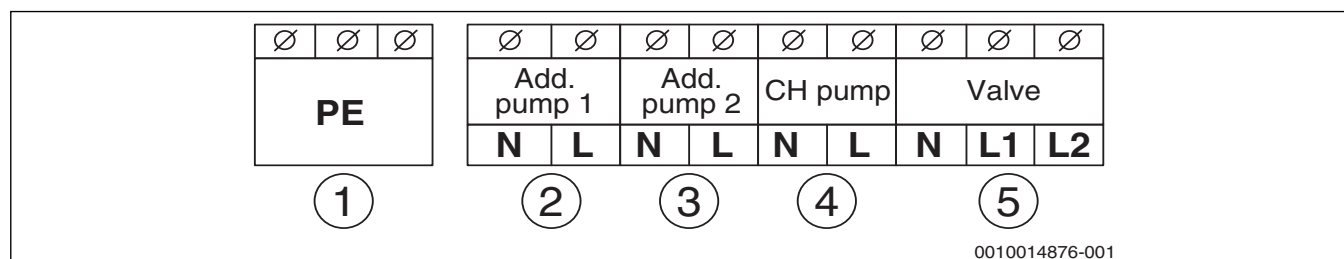 Ø Ø Ø Ø Ø Ø Ø Ø Ø Ø Ø Ø
PE
Add.
pump 1
Add.
pump 2
CH pump
Valve
N L N L N L N L1 L2
1 2 3 4 5
0010014876-001